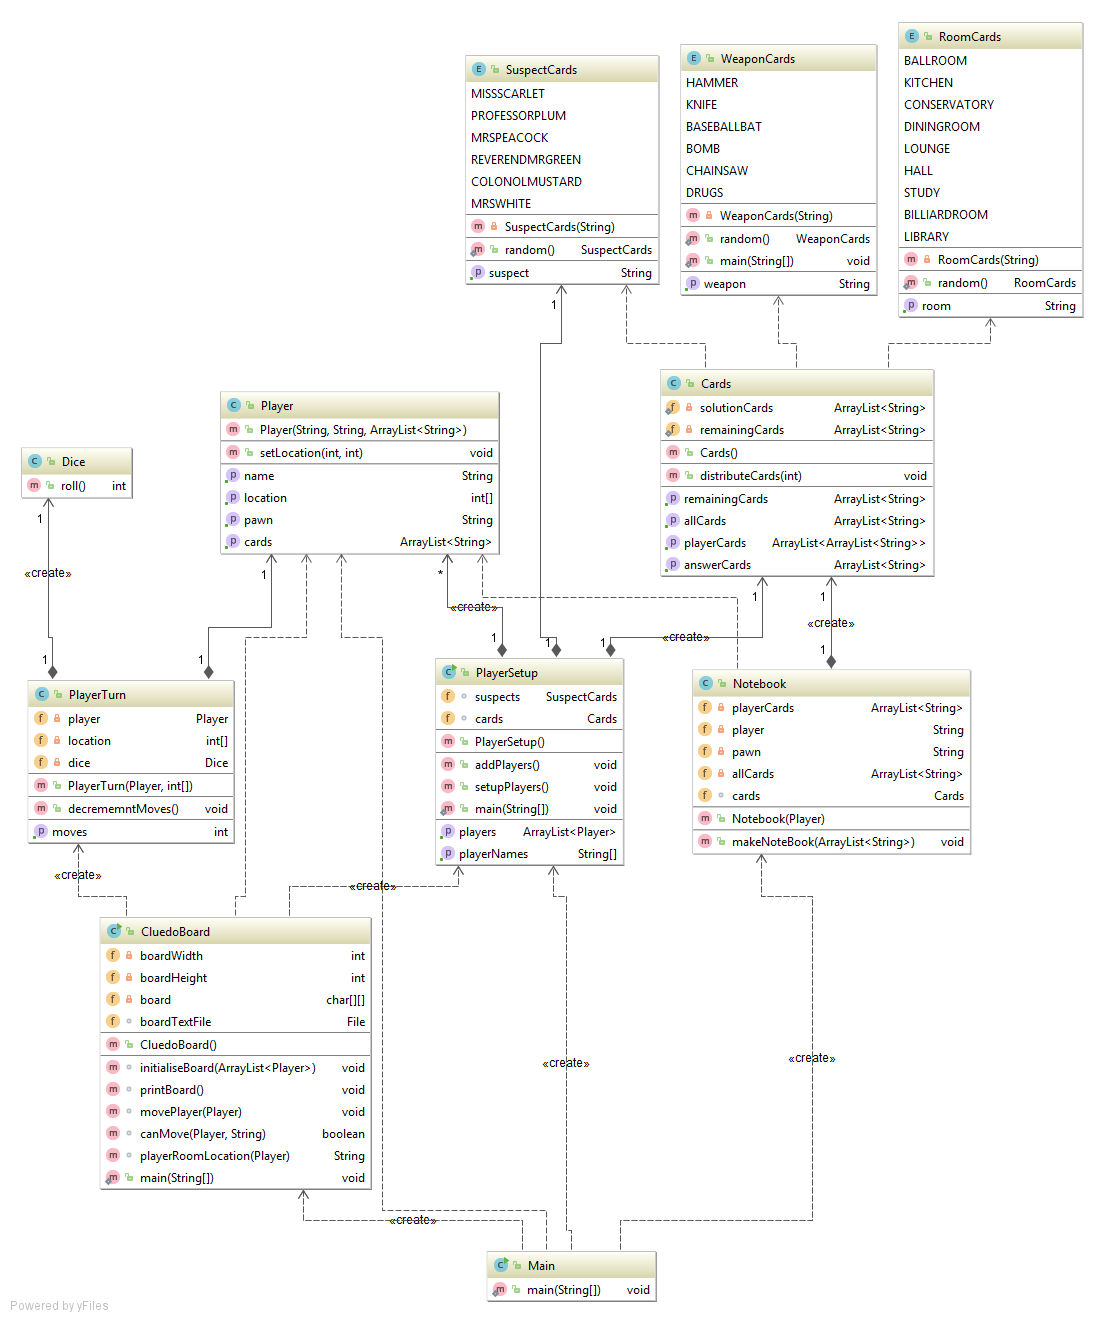 SuspectCards
MISSSCARLET
PROFESSORPLUM
MRSPEACOCK
REVERENDMRGREEN
COLONOLMUSTARD
MRSWHITE
SuspectCards(String)
random() SuspectCards
suspect String
WeaponCards
HAMMER
KNIFE
BASEBALLBAT
BOMB
CHAINSAW
DRUGS
WeaponCards(String)
random() WeaponCards
main(String[]) void
weapon String
RoomCards
BALLROOM
KITCHEN
CONSERVATORY
DININGROOM
LOUNGE
HALL
STUDY
BILLIARDROOM
LIBRARY
RoomCards(String)
random() RoomCards
room String
1
Cards
solutionCards ArrayList<String>
remainingCards ArrayList<String>
Cards()
distributeCards(int) void
remainingCards ArrayList<String>
allCards ArrayList<String>
playerCards ArrayList<ArrayList<String>>
answerCards ArrayList<String>
Player
Player(String, String, ArrayList<String>)
setLocation(int, int) void
name String
location int[]
pawn String
cards ArrayList<String>
Dice
roll() int
1
«create»
1
1
1
*
«create»
1
1
1
«create»
1
1
«create»
1
PlayerTurn
player Player
location int[]
dice Dice
PlayerTurn(Player, int[])
decrememntMoves() void
moves int
PlayerSetup
suspects SuspectCards
cards Cards
PlayerSetup()
addPlayers() void
setupPlayers() void
main(String[]) void
players ArrayList<Player>
playerNames String[]
Notebook
playerCards ArrayList<String>
player String
pawn String
allCards ArrayList<String>
cards Cards
Notebook(Player)
makeNoteBook(ArrayList<String>) void
«create»
«create»
CluedoBoard
boardWidth int
boardHeight int
board char[][]
boardTextFile File
CluedoBoard()
initialiseBoard(ArrayList<Player>) void
printBoard() void
movePlayer(Player) void
canMove(Player, String) boolean
playerRoomLocation(Player) String
main(String[]) void
«create»
«create»
«create»
Main
main(String[]) void
Powered by yFiles